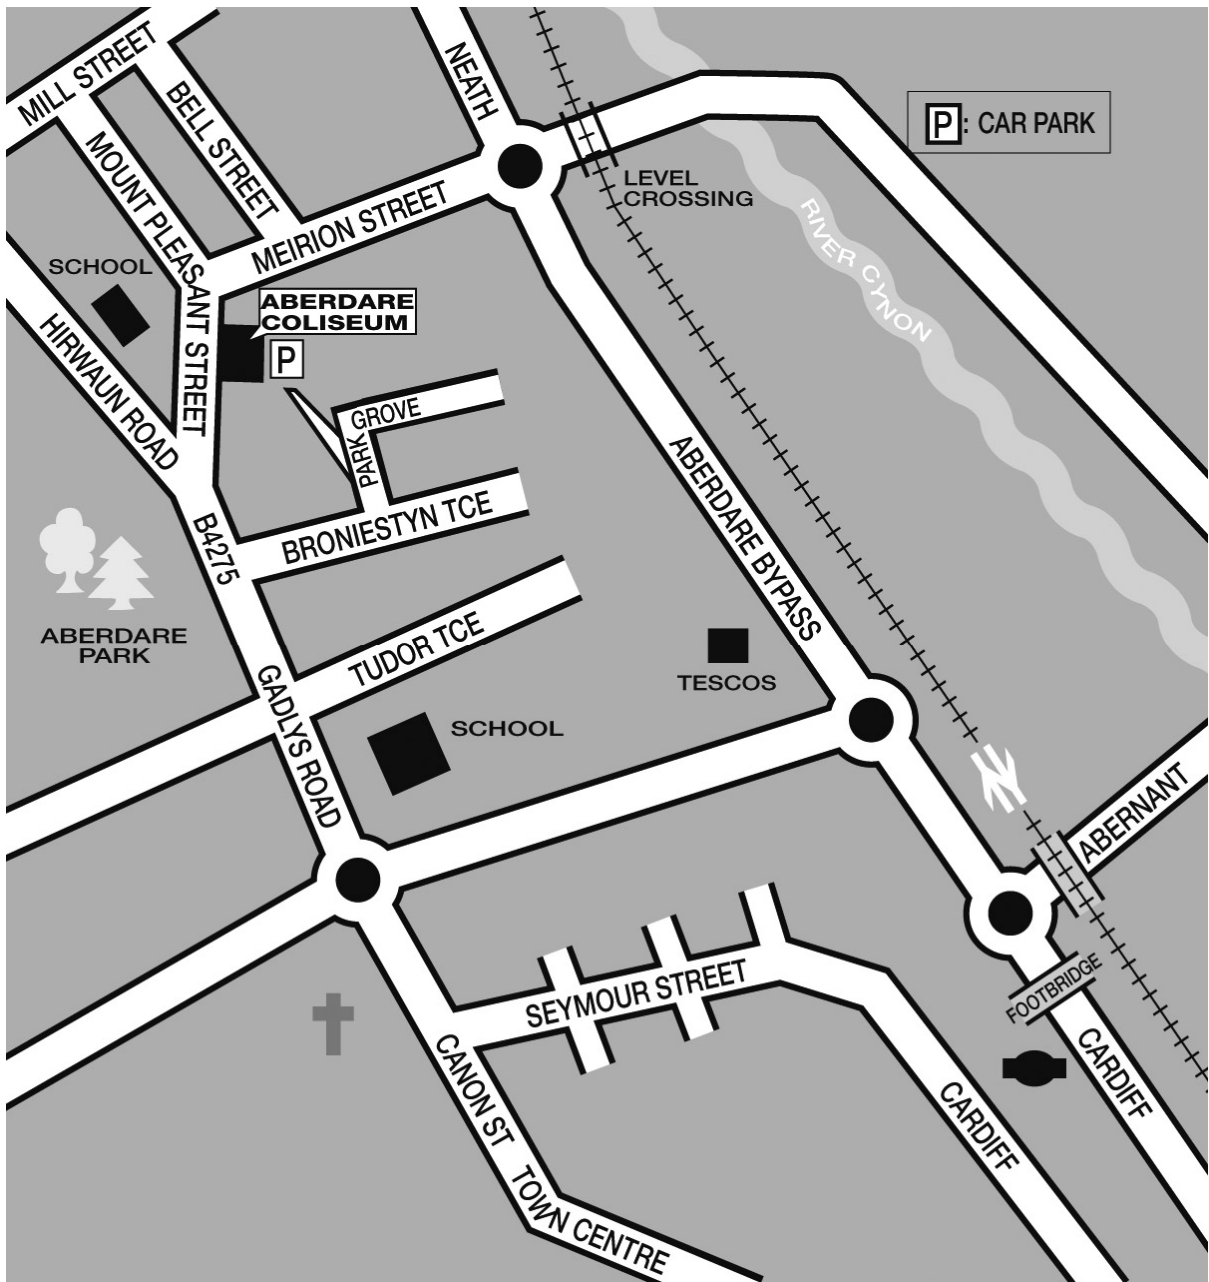 MILL STREET
NEATH
BELL STREET
P : CAR PARK
MOUNT PLEASANT STREET
LEVEL
CROSSING
MEIRION STREET
RIVER CYNON
SCHOOL
ABERDARE
COLISEUM
P
HIRWAUN ROAD
PARK GROVE
ABERDARE BYPASS
BRONIESTYN TCE
B4275
ABERDARE
PARK
TUDOR TCE
TESCOS
GADLYS ROAD
SCHOOL
ABERNANT
SEYMOUR STREET
FOOTBRIDGE
CANON ST
CARDIFF
CARDIFF
TOWN CENTRE